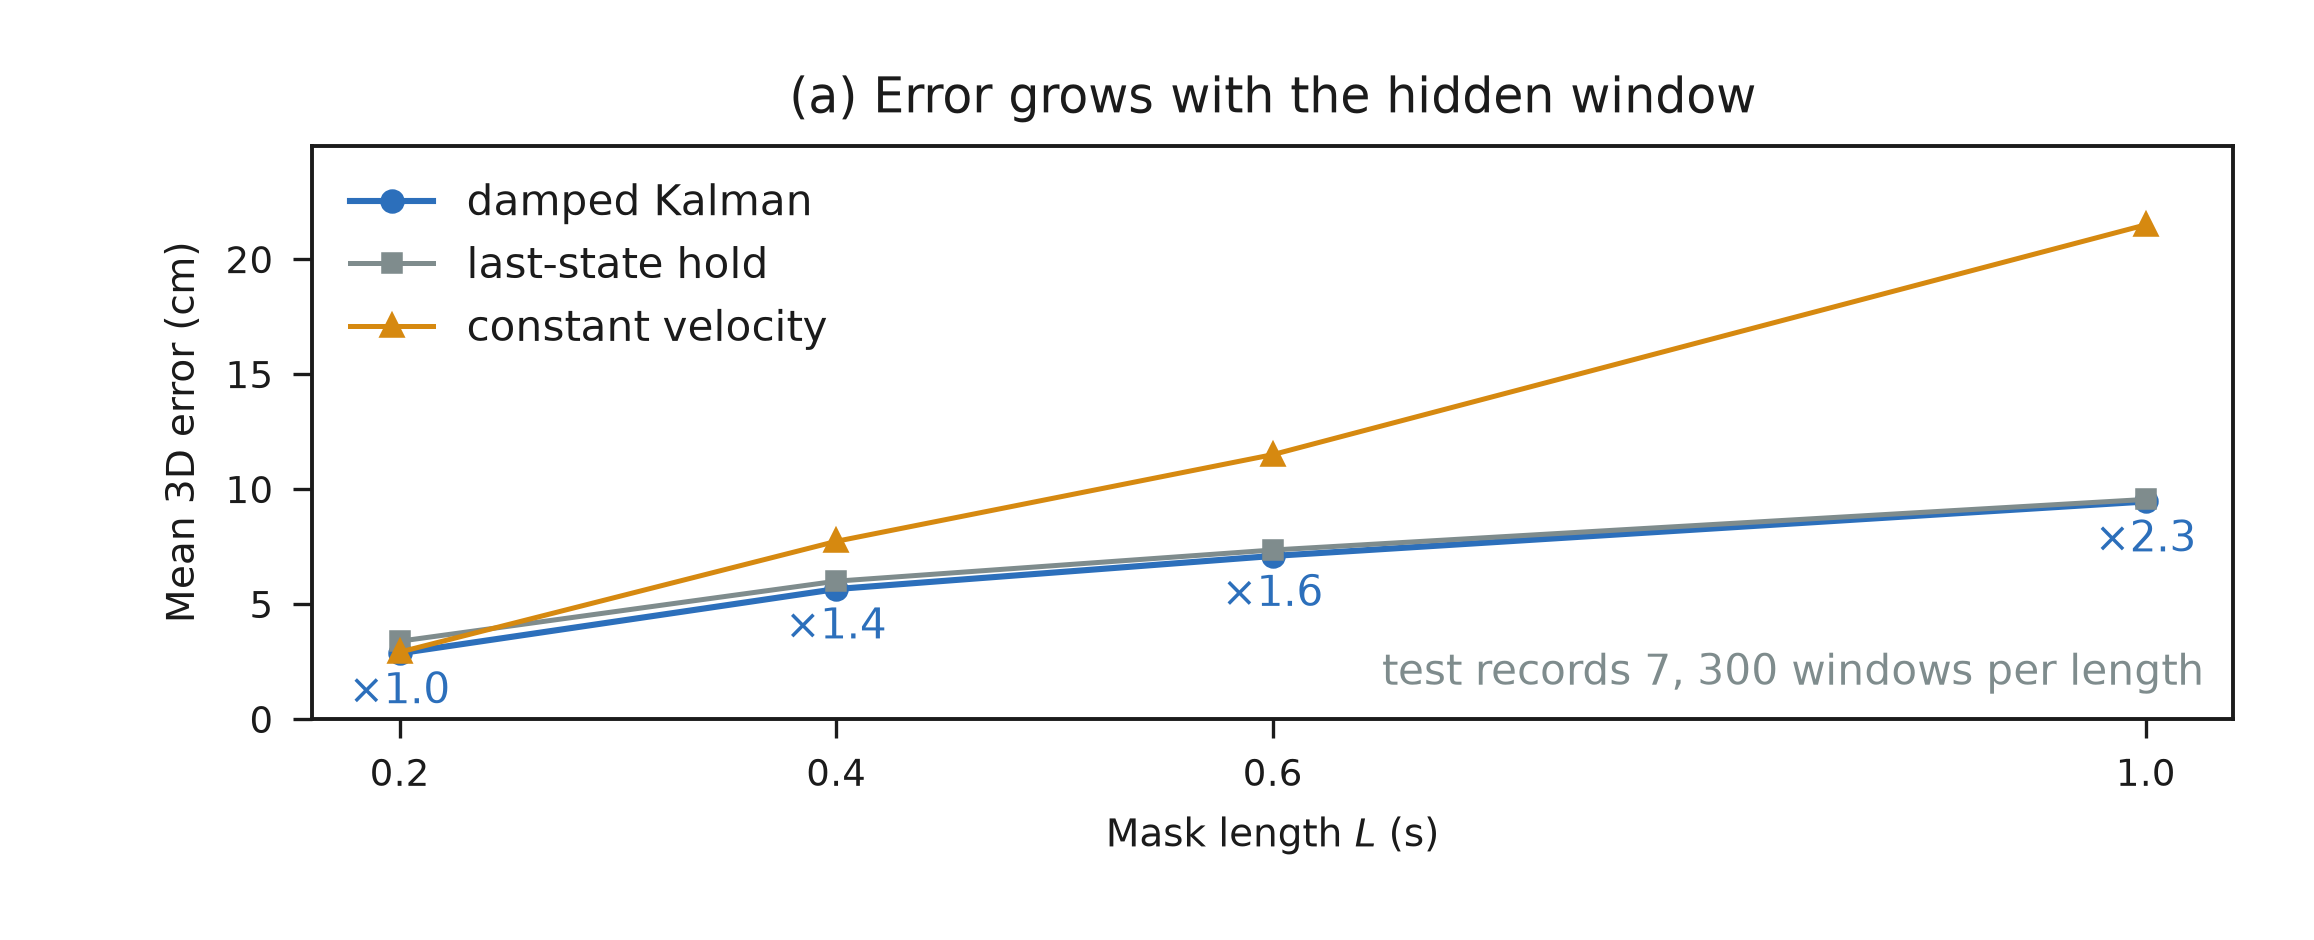 (a) Error grows with the hidden window
damped Kalman
last-state hold
constant velocity
Mean 3D error (cm)
20
15
10
5
0
×1.0
×1.4
×1.6
×2.3
test records 7, 300 windows per length
0.2
0.4
0.6
1.0
Mask length L (s)